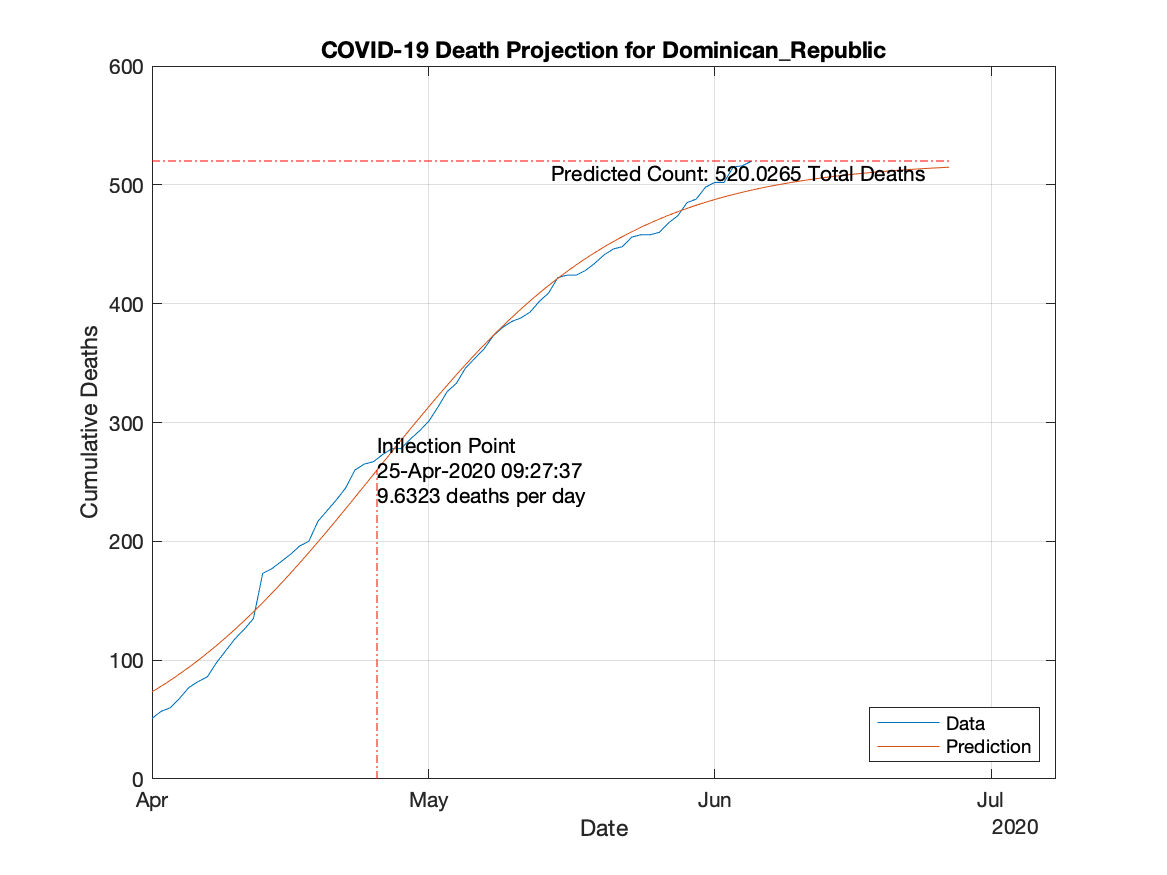 COVID-19 Death Projection for Dominican_Republic
600
500
400
300
200
100
0
Cumulative Deaths
Predicted Count: 520.0265 Total Deaths
Inflection Point
25-Apr-2020 09:27:37
9.6323 deaths per day
Data
Prediction
Apr
May
Jun
Jul
Date
2020